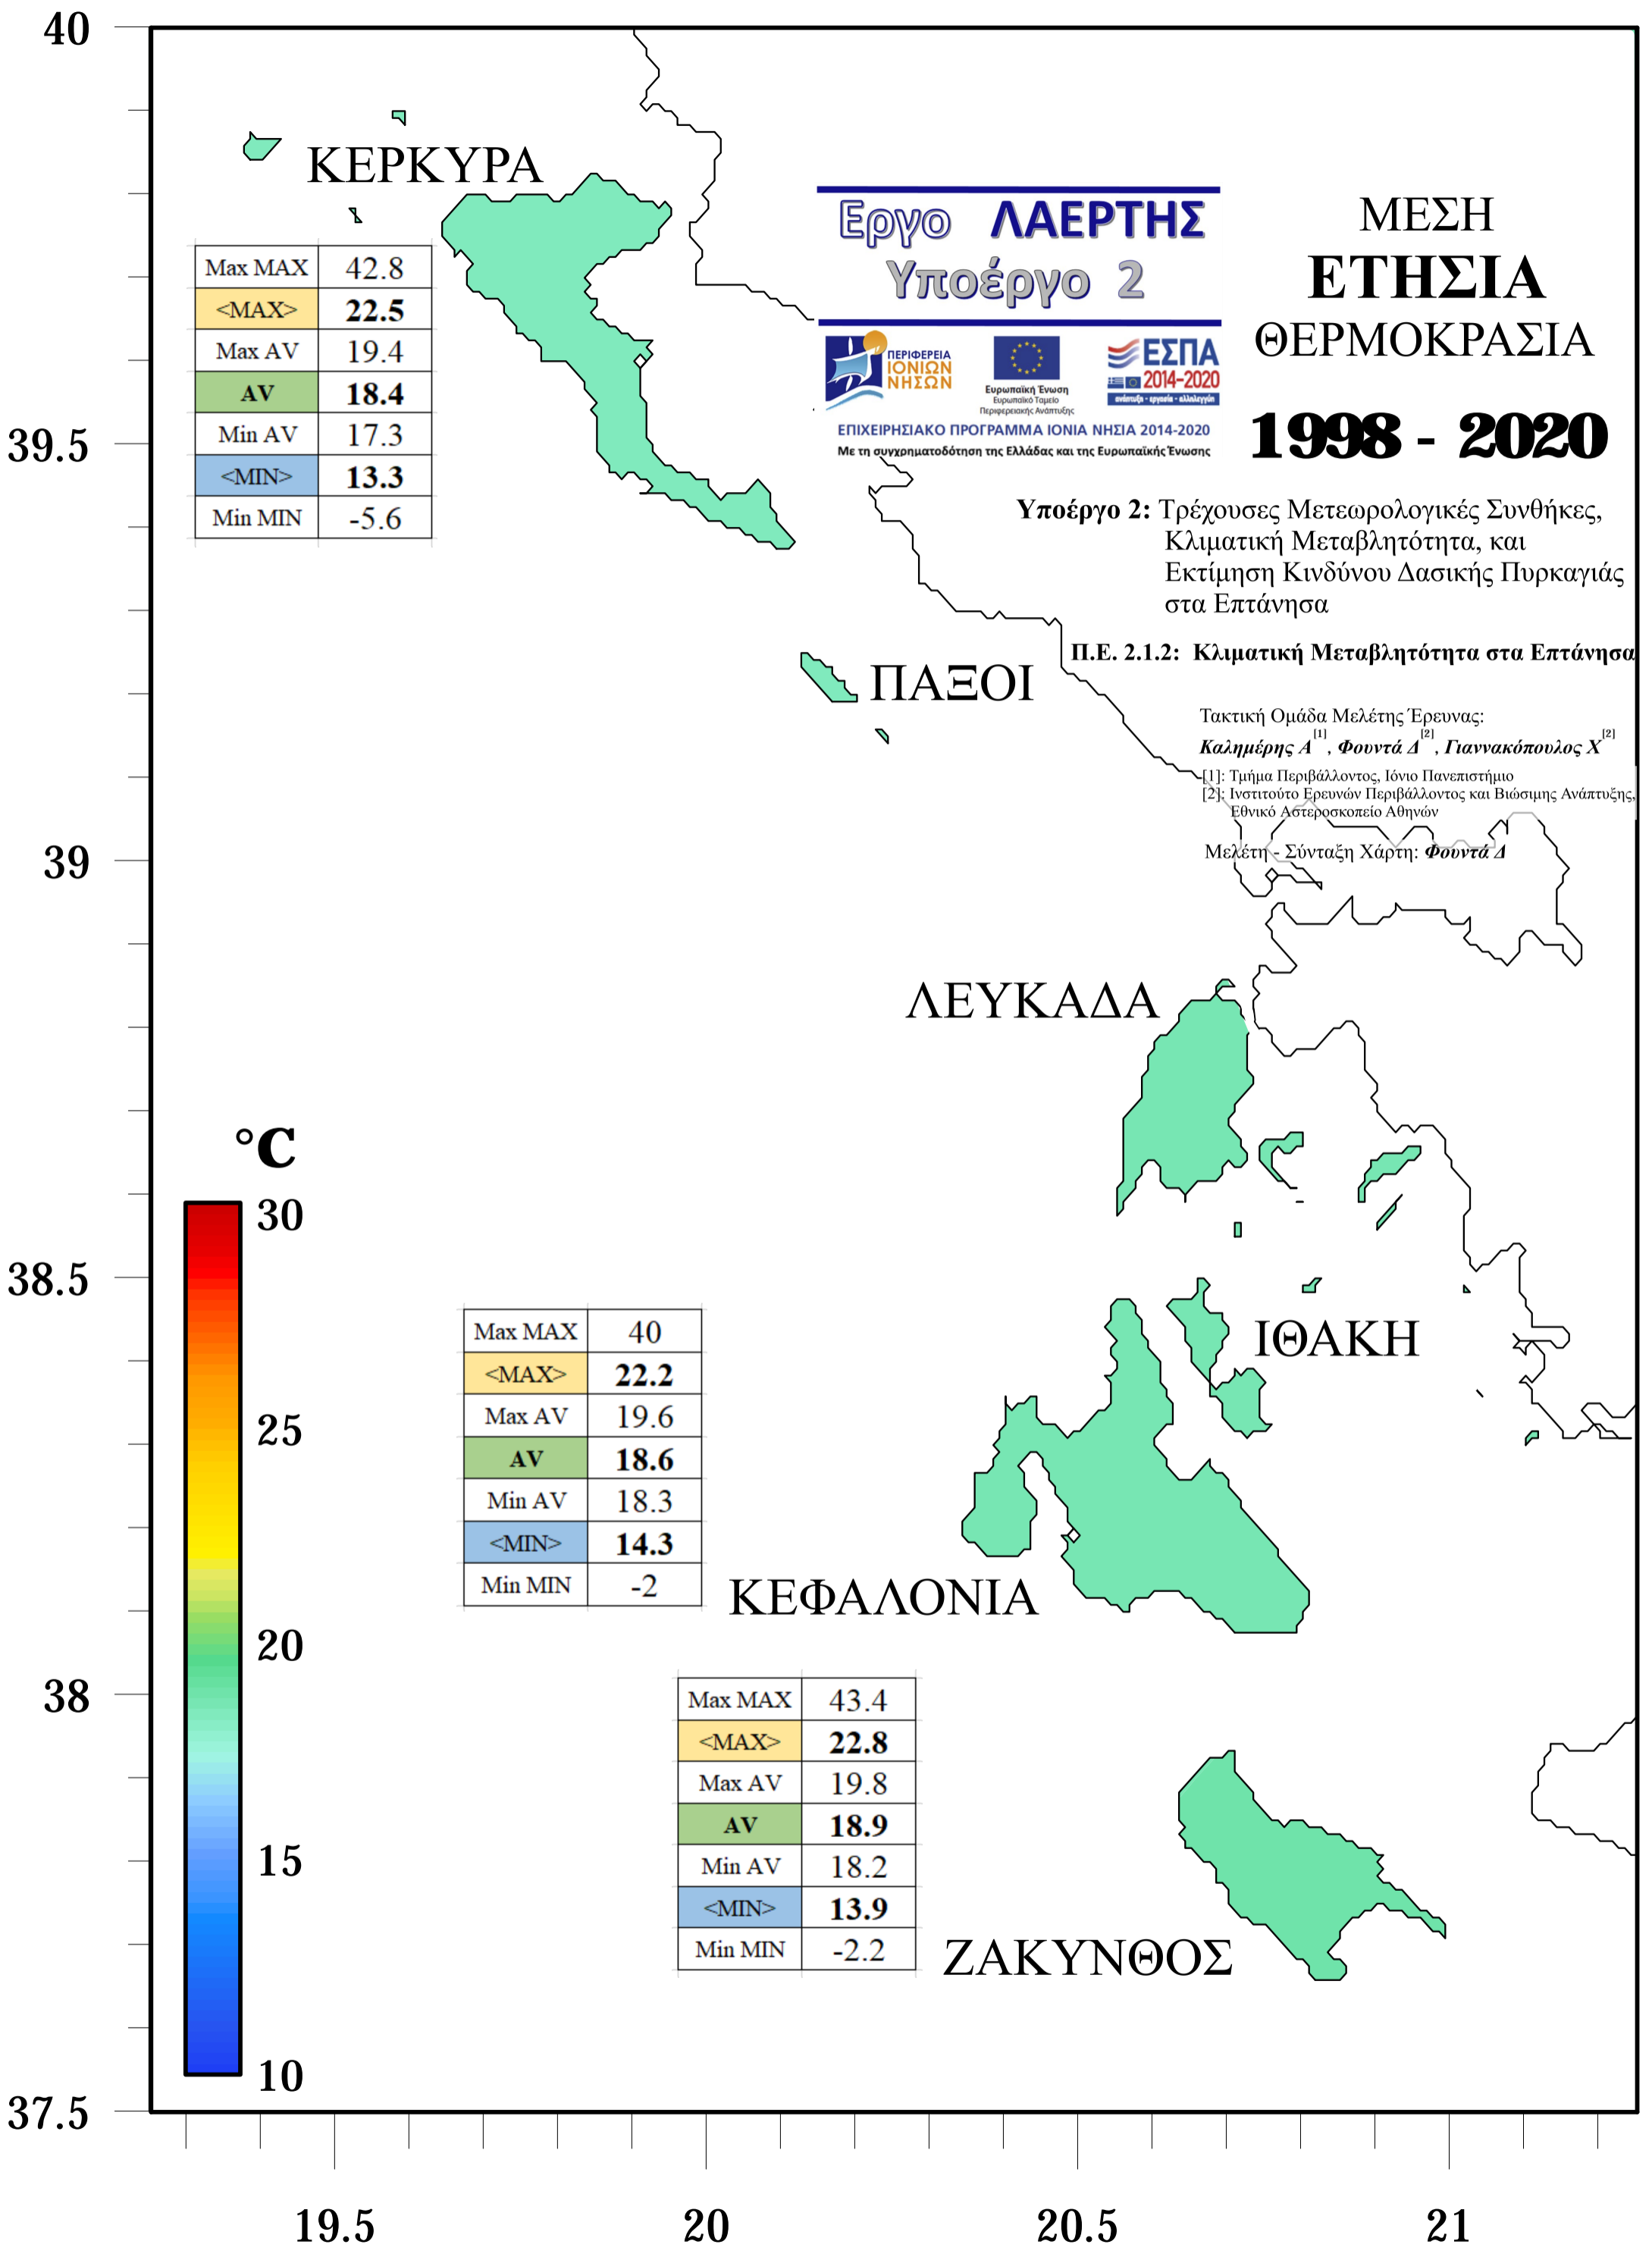 40
39.5
39
38.5
38
37.5
19.5
20
20.5
21
ΚΕΡΚΥΡΑ
Max MAX 42.8
<MAX> 22.5
Max AV 19.4
AV 18.4
Min AV 17.3
<MIN> 13.3
Min MIN -5.6
Εργο ΛΑΕΡΤΗΣ
Υποέργο 2
ΠΕΡΙΦΕΡΕΙΑ
ΙΟΝΙΩΝ
ΝΗΣΩΝ
Ευρωπαϊκή Ένωση
Ευρωπαϊκό Ταμείο
Περιφερειακής Ανάπτυξης
ΕΣΠΑ
2014-2020
ανάπτυξη - εργασία - αλληλεγγύη
ΕΠΙΧΕΙΡΗΣΙΑΚΟ ΠΡΟΓΡΑΜΜΑ ΙΟΝΙΑ ΝΗΣΙΑ 2014-2020
Με τη συγχρηματοδότηση της Ελλάδας και της Ευρωπαϊκής Ένωσης
ΜΕΣΗ
ΕΤΗΣΙΑ
ΘΕΡΜΟΚΡΑΣΙΑ
1998 - 2020
Υποέργο 2: Τρέχουσες Μετεωρολογικές Συνθήκες,
Κλιματική Μεταβλητότητα, και
Εκτίμηση Κινδύνου Δασικής Πυρκαγιάς
στα Επτάνησα
Π.Ε. 2.1.2: Κλιματική Μεταβλητότητα στα Επτάνησα
Τακτική Ομάδα Μελέτης Έρευνας:
Καλημέρης Α[1], Φουντά Δ[2], Γιαννακόπουλος Χ[2]
[1]: Τμήμα Περιβάλλοντος, Ιόνιο Πανεπιστήμιο
[2]: Ινστιτούτο Ερευνών Περιβάλλοντος και Βιώσιμης Ανάπτυξης,
Εθνικό Αστεροσκοπείο Αθηνών
Μελέτη - Σύνταξη Χάρτη: Φουντά Δ
ΠΑΞΟΙ
ΛΕΥΚΑΔΑ
ΙΘΑΚΗ
°C
30
25
20
15
10
Max MAX 40
<MAX> 22.2
Max AV 19.6
AV 18.6
Min AV 18.3
<MIN> 14.3
Min MIN -2
ΚΕΦΑΛΟΝΙΑ
Max MAX 43.4
<MAX> 22.8
Max AV 19.8
AV 18.9
Min AV 18.2
<MIN> 13.9
Min MIN -2.2
ΖΑΚΥΝΘΟΣ